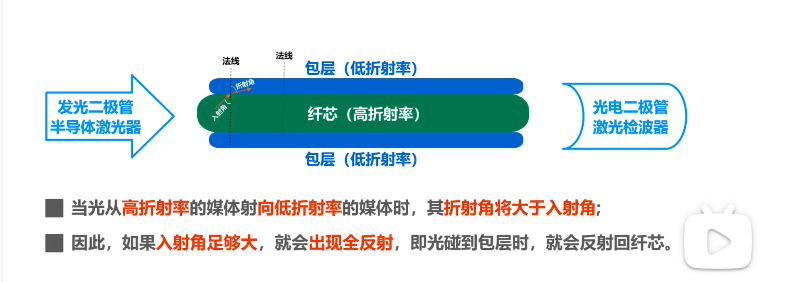 法线
法线
包层（低折射率）
折射角
入射角
发光二极管
半导体激光器
纤芯（高折射率）
光电二极管
激光检波器
包层（低折射率）
当光从高折射率的媒体射向低折射率的媒体时，其折射角将大于入射角;
因此，如果入射角足够大，就会出现全反射，即光碰到包层时，就会反射回纤芯。